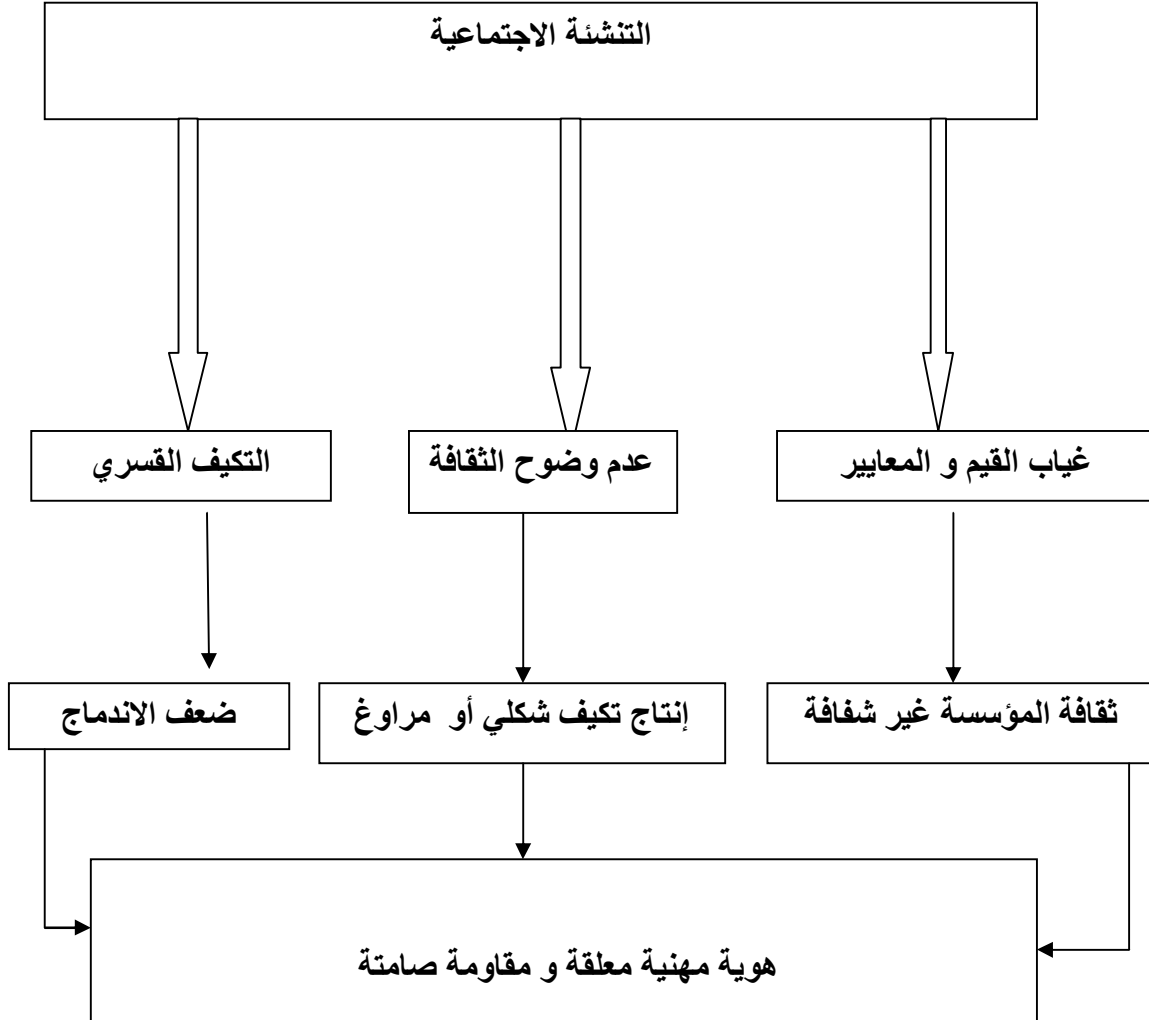 التنشئة الاجتماعية
غياب القيم و المعايير
عدم وضوح الثقافة
التكيف القسري
ثقافة المؤسسة غير شفافة
إنتاج تكيف شكلي أو مراوغ
ضعف الاندماج
هوية مهنية معلقة و مقاومة صامتة